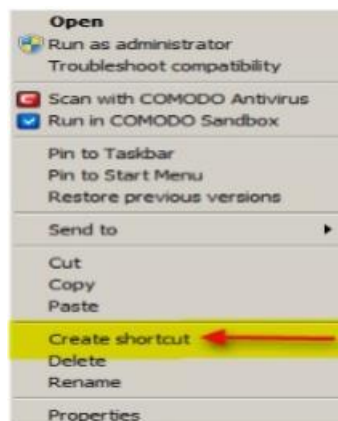 Open
Run as administrator
Troubleshoot compatibility
Scan with COMODO Antivirus
Run in COMODO Sandbox
Pin to Taskbar
Pin to Start Menu
Restore previous versions
Send to
Cut
Copy
Paste
Create shortcut
Delete
Rename
Properties